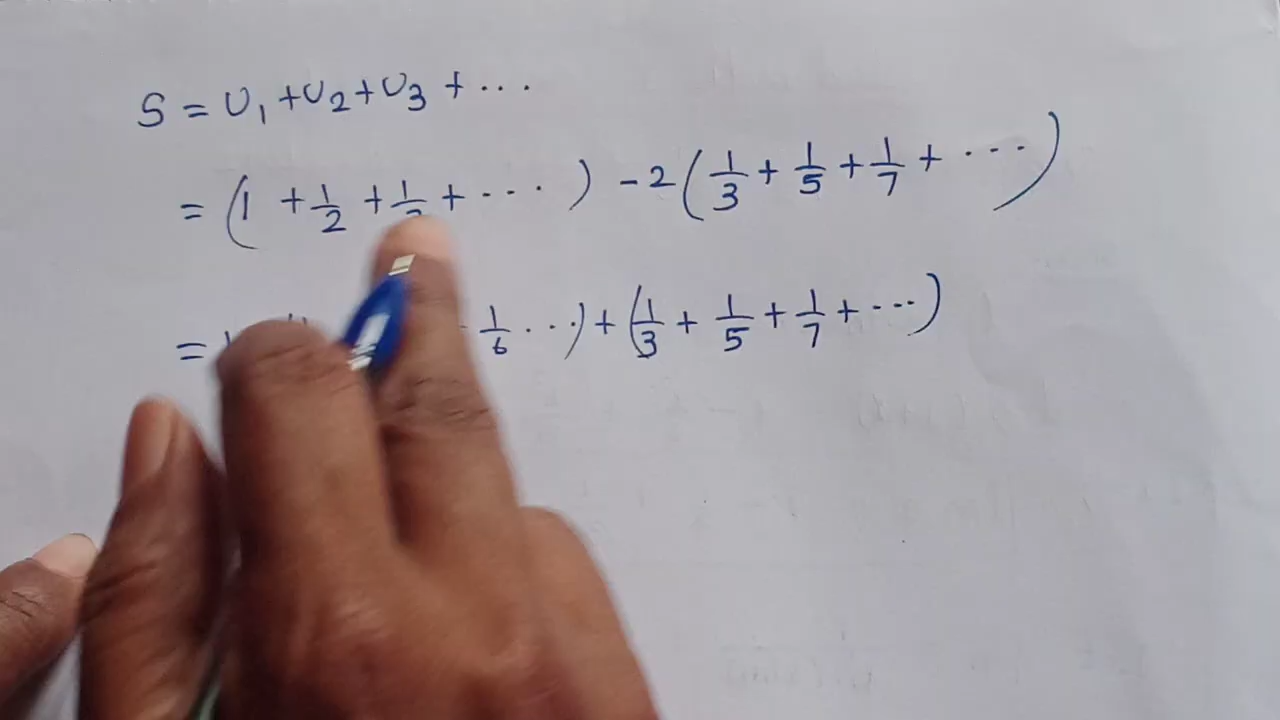 S = U₁ + U₂ + U₃ + ...
= (1 + 1/2 + 1/ + ... ) - 2(1/3 + 1/5 + 1/7 + ...)
= 1/6 ...) + (1/3 + 1/5 + 1/7 + ...)